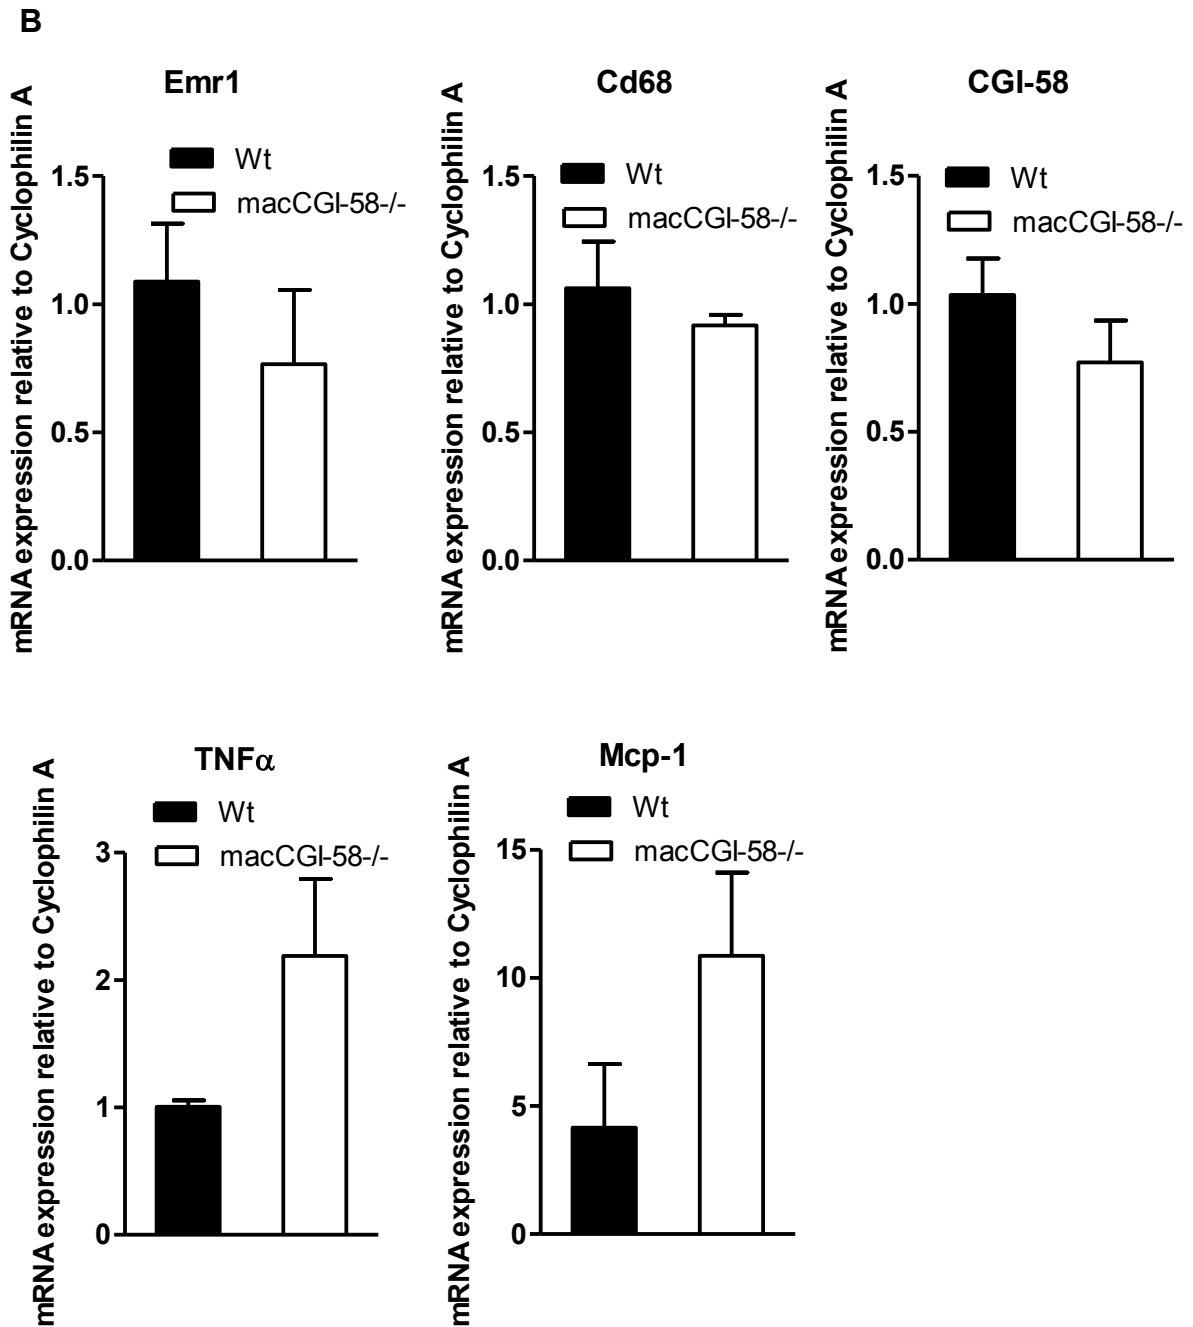 B
Emr1
mRNA expression relative to Cyclophilin A
Wt
macCGI-58-/-
1.5
1.0
0.5
0.0
Cd68
mRNA expression relative to Cyclophilin A
Wt
macCGI-58-/-
1.5
1.0
0.5
0.0
CGI-58
mRNA expression relative to Cyclophilin A
Wt
macCGI-58-/-
1.5
1.0
0.5
0.0
TNFα
mRNA expression relative to Cyclophilin A
Wt
macCGI-58-/-
3
2
1
0
Mcp-1
mRNA expression relative to Cyclophilin A
Wt
macCGI-58-/-
15
10
5
0